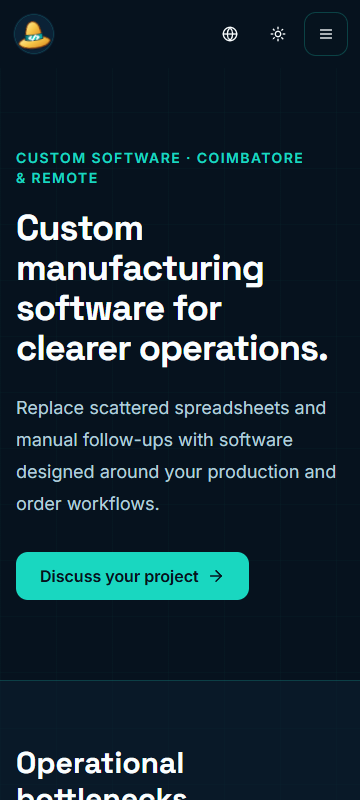 CUSTOM SOFTWARE · COIMBATORE
& REMOTE
Custom
manufacturing
software for
clearer operations.
Replace scattered spreadsheets and
manual follow-ups with software
designed around your production and
order workflows.
Discuss your project →
Operational
bottlenecks